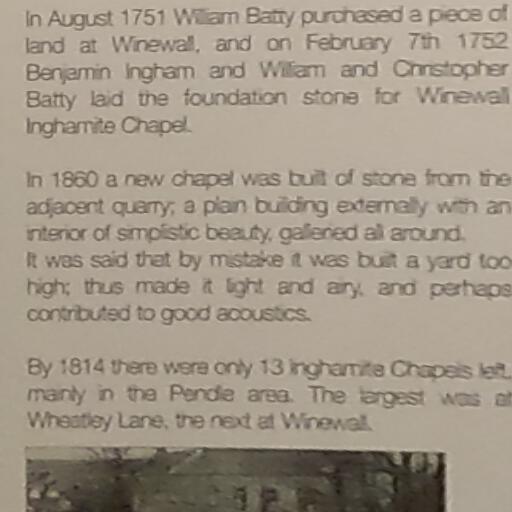 In August 1751 William Batty purchased a piece of
land at Winewall, and on February 7th 1752
Benjamin Ingham and William and Christopher
Batty laid the foundation stone for Winewall
Inghamite Chapel.
In 1860 a new chapel was built of stone from the
adjacent quarry; a plain building externally with an
interior of simplistic beauty, galleried all around.
It was said that by mistake it was built a yard too
high; thus made it light and airy, and perhaps
contributed to good acoustics.
By 1814 there were only 13 Inghamite Chapels left,
mainly in the Pendle area. The largest was at
Wheatley Lane, the next at Winewall.